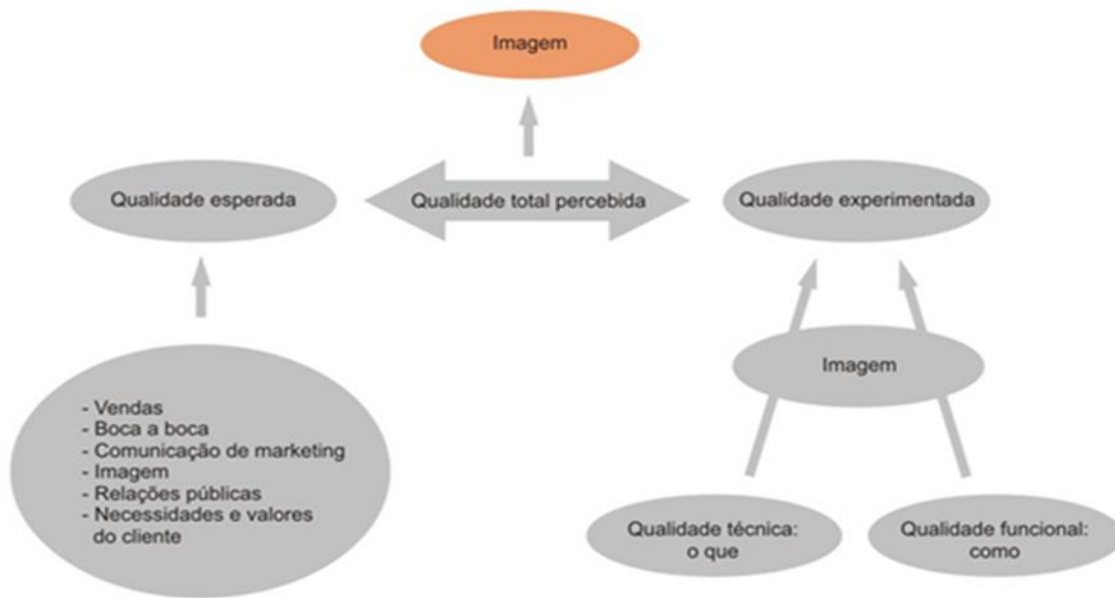 Imagem
Qualidade esperada
Qualidade total percebida
Qualidade experimentada
Imagem
- Vendas
- Boca a boca
- Comunicação de marketing
- Imagem
- Relações públicas
- Necessidades e valores
do cliente
Qualidade técnica:
o que
Qualidade funcional:
como